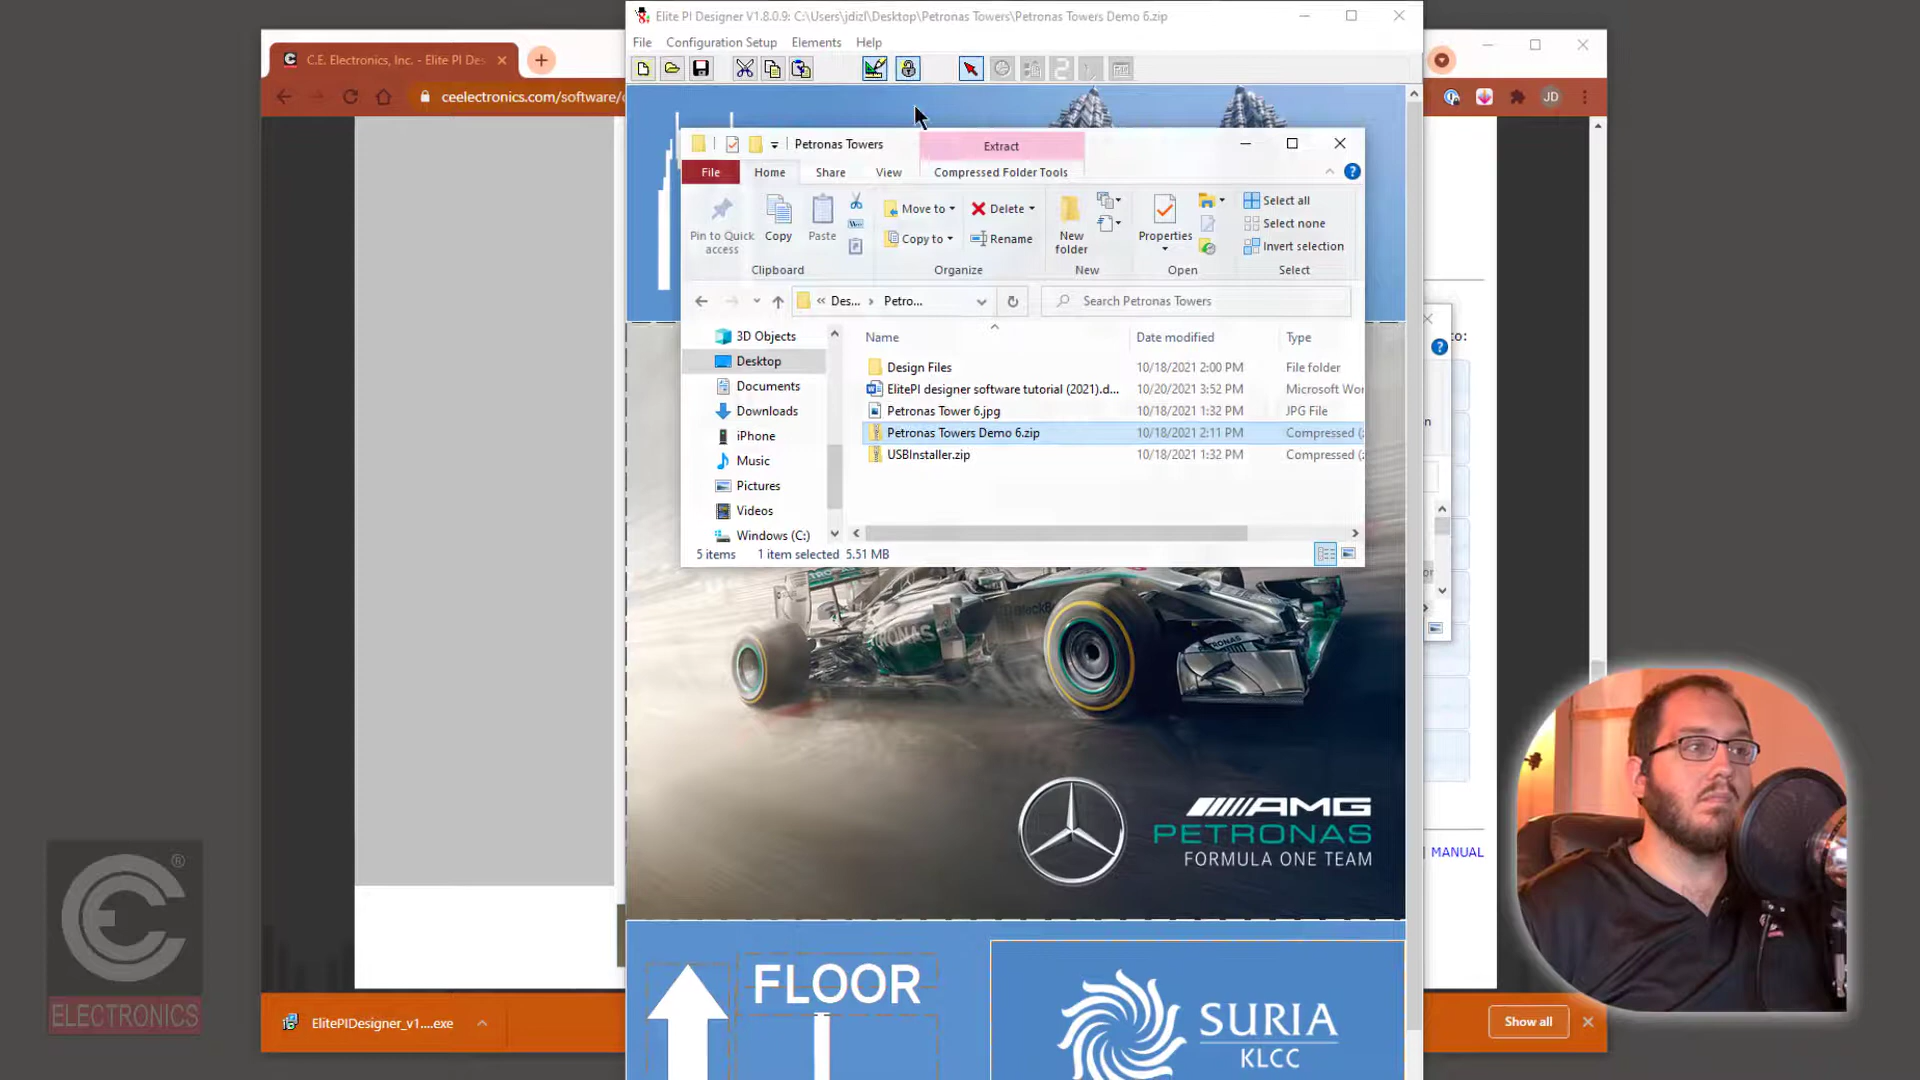 Elite PI Designer V1.8.0.9: C:\Users\jdizl\Desktop\Petronas Towers\Petronas Towers Demo 6.zip
File Configuration Setup Elements Help
C.E. Electronics, Inc. - Elite PI Des
ceelectronics.com/software/
JD
Petronas Towers
Extract
File Home Share View Compressed Folder Tools
Pin to Quick access
Copy
Paste
Move to
Copy to
Delete
Rename
New folder
Properties
Select all
Select none
Invert selection
Clipboard Organize New Open Select
« Des... Petro...
Search Petronas Towers
Name Date modified Type
3D Objects
Desktop
Documents
Downloads
iPhone
Music
Pictures
Videos
Windows (C:)
Design Files 10/18/2021 2:00 PM File folder
ElitePI designer software tutorial (2021).d... 10/20/2021 3:52 PM Microsoft Wor
Petronas Tower 6.jpg 10/18/2021 1:32 PM JPG File
Petronas Towers Demo 6.zip 10/18/2021 2:11 PM Compressed (
USBInstaller.zip 10/18/2021 1:32 PM Compressed (
5 items 1 item selected 5.51 MB
to:
PETRONAS
AMG
PETRONAS
FORMULA ONE TEAM
MANUAL
FLOOR
SURIA
KLCC
CE
®
ELECTRONICS
ElitePIDesigner_v1....exe
Show all